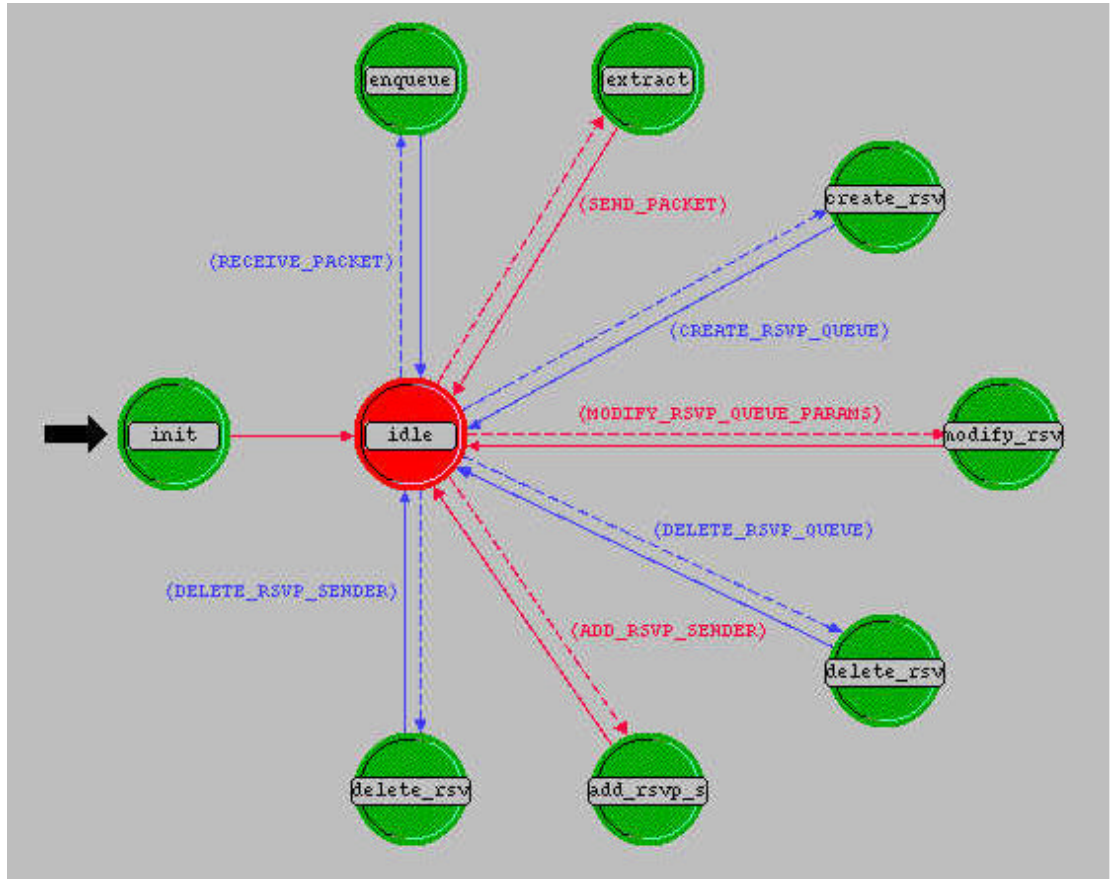 enqueue
extract
create_rsv
(SEND_PACKET)
(RECEIVE_PACKET)
(CREATE_RSVP_QUEUE)
(MODIFY_RSVP_QUEUE_PARAMS)
init
idle
modify_rsv
(DELETE_RSVP_QUEUE)
(DELETE_RSVP_SENDER)
(ADD_RSVP_SENDER)
delete_rsv
delete_rsv
add_rsvp_s